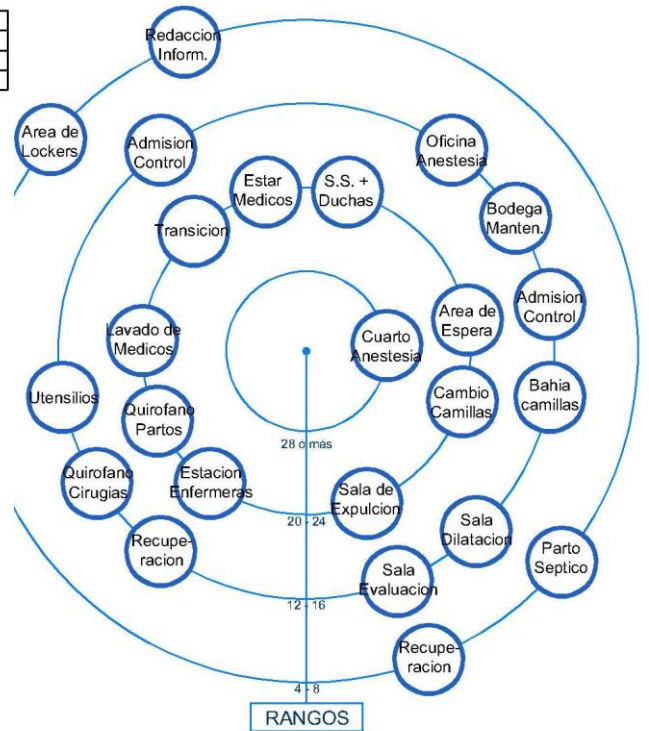 Redaccion
Inform.
Area de
Lockers
Admision
Control
Oficina
Anestesia
Estar
Medicos
S.S. +
Duchas
Transicion
Bodega
Manten.
Admision
Control
Area de
Espera
Lavado de
Medicos
Cuarto
Anestesia
Utensilios
Quirofano
Partos
Cambio
Camillas
Bahia
camillas
28 ó más
Quirofano
Cirugias
Estacion
Enfermeras
Sala de
Expulcion
20 - 24
Sala
Dilatacion
Recupe-
racion
Parto
Septico
Sala
Evaluacion
12 - 16
Recupe-
racion
4 - 8
RANGOS